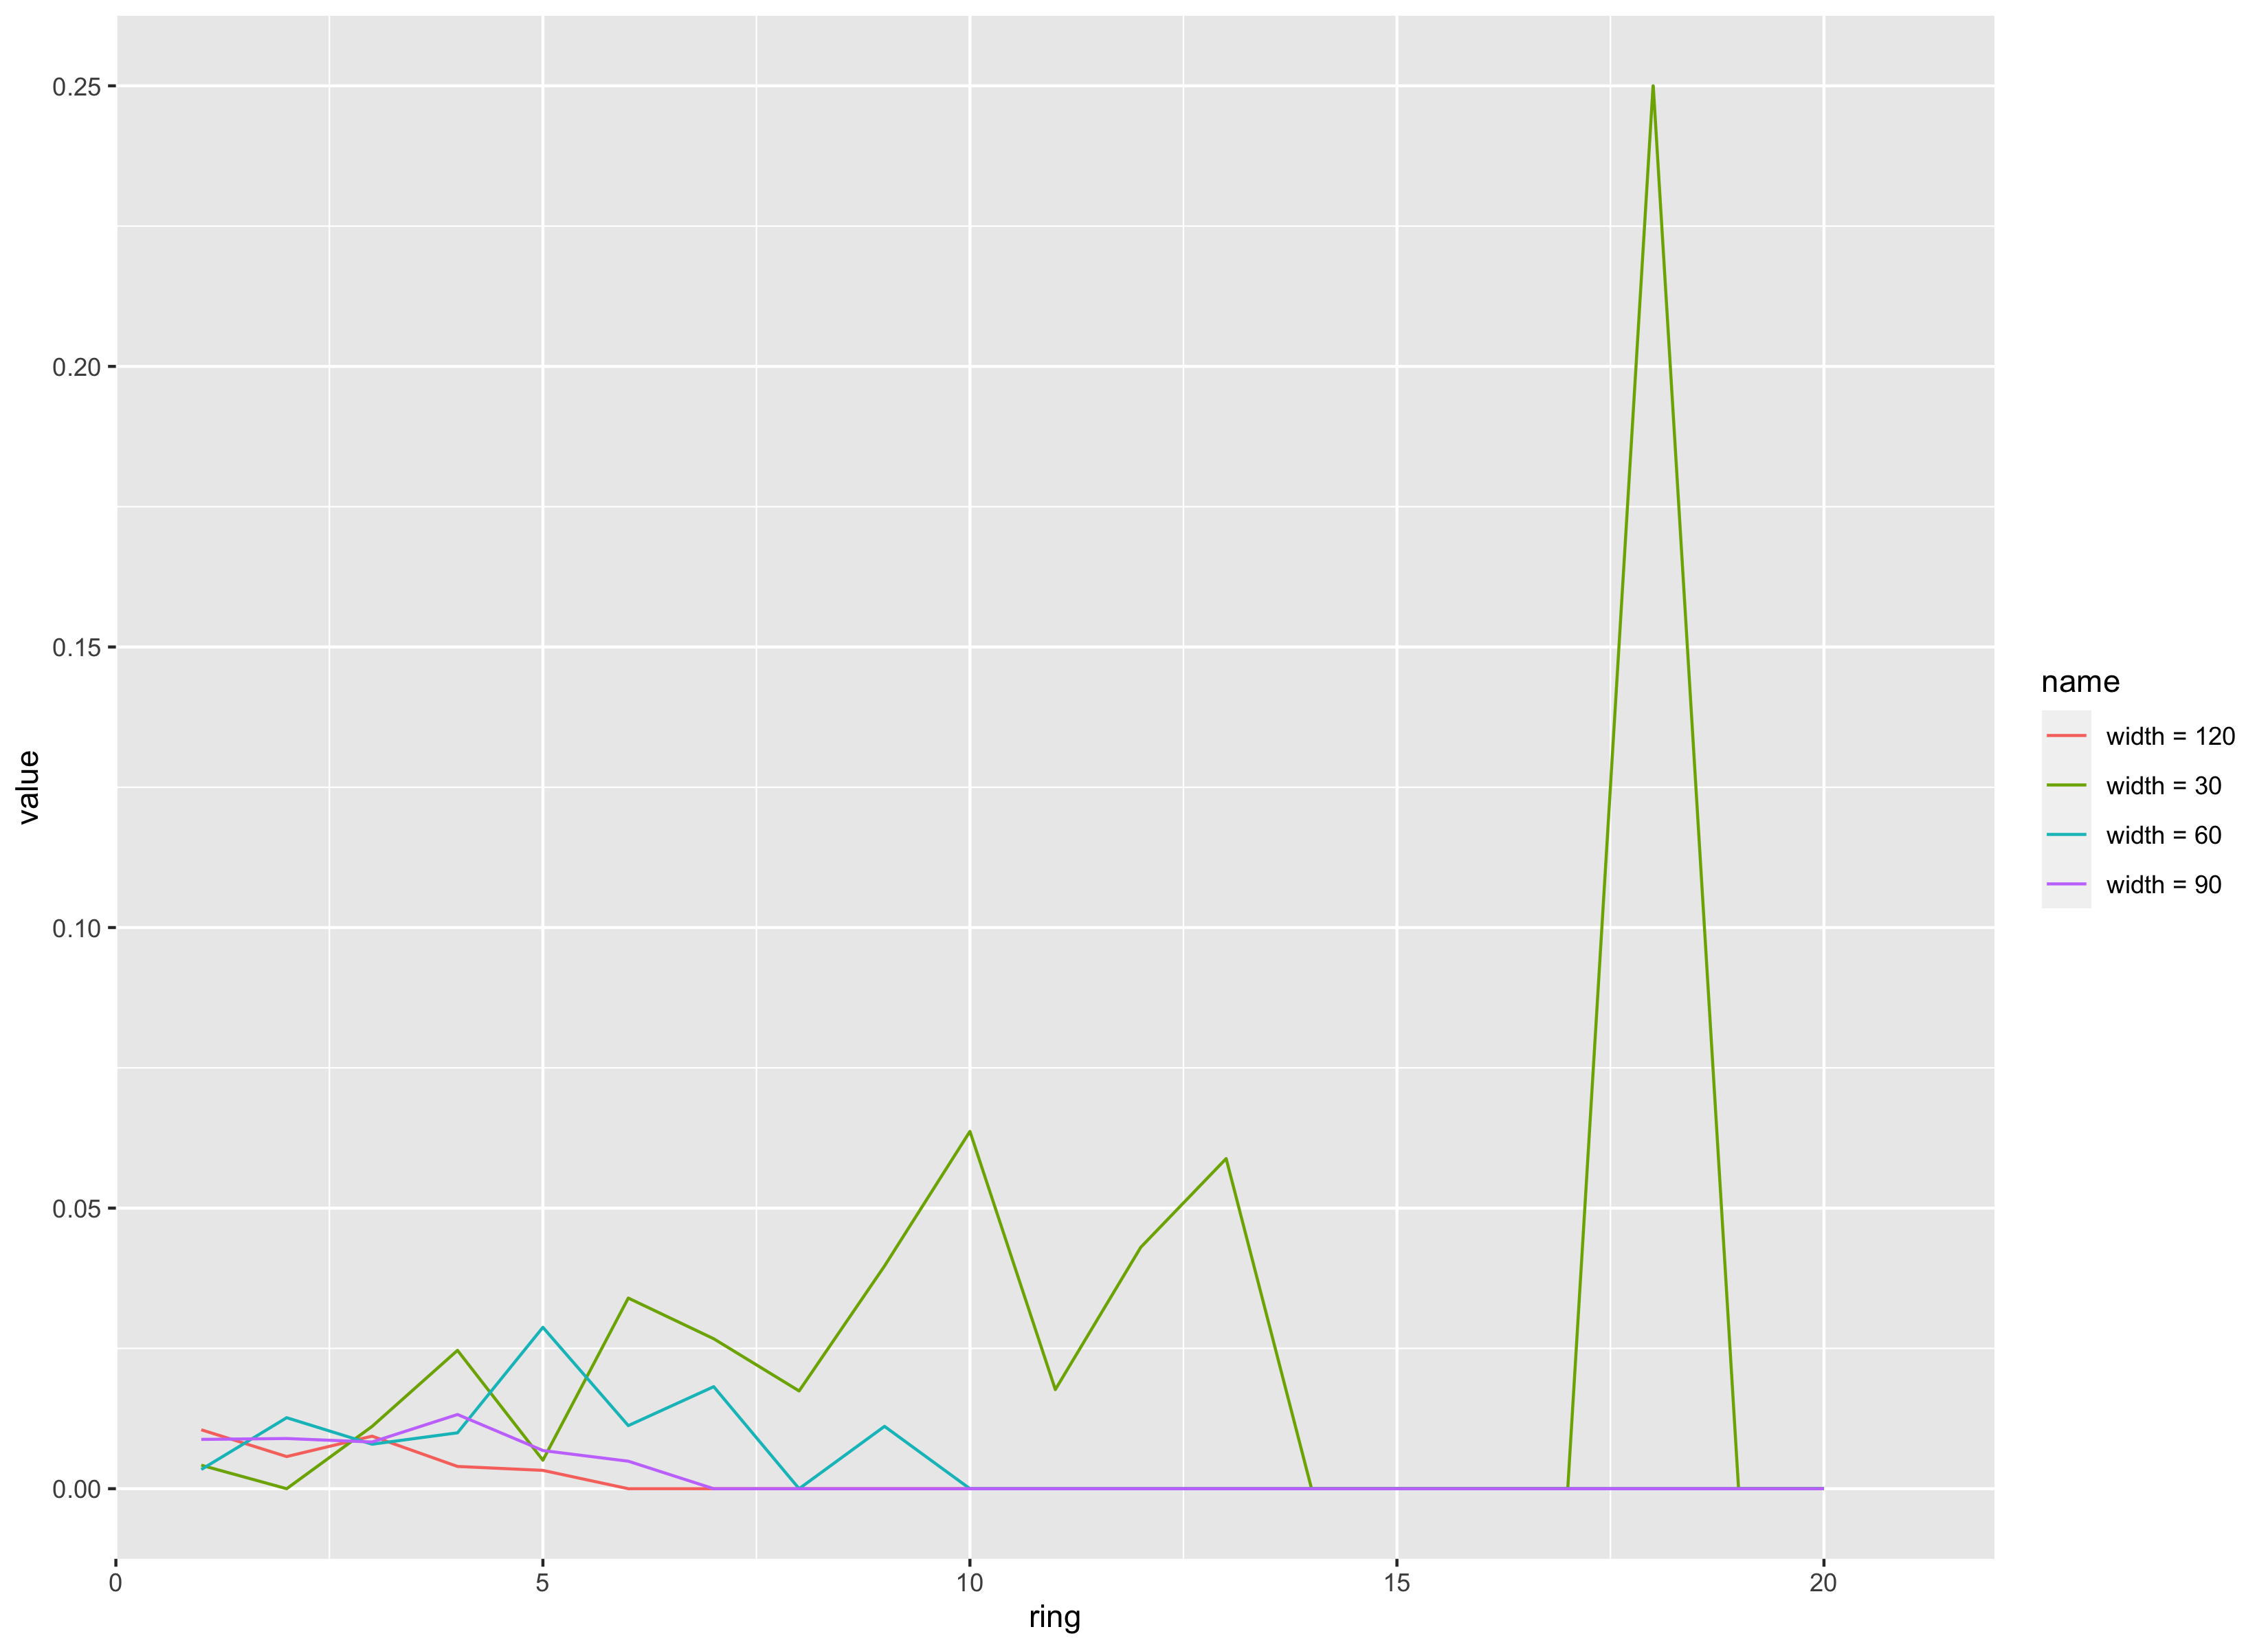 value
0.25
0.20
0.15
0.10
0.05
0.00
0 5 10 15 20
ring
name
width = 120
width = 30
width = 60
width = 90